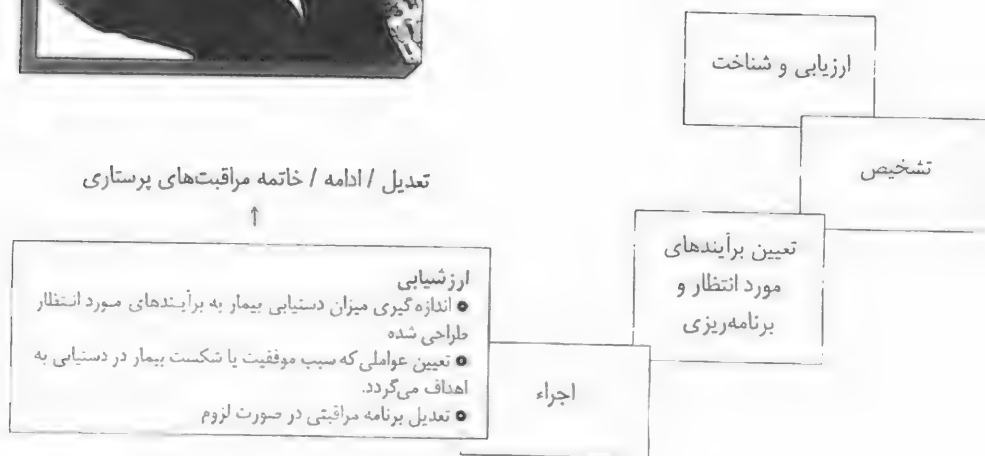 ارزیابی و شناخت
تشخیص
تعیین برآیندهای
مورد انتظار و
برنامه‌ریزی
اجراء
تعدیل / ادامه / خاتمه مراقبت‌های پرستاری
↑
ارزشیابی
• اندازه گیری میزان دستیابی بیمار به برآیندهای مورد انتظار
طراحی شده
• تعیین عواملی که سبب موفقیت یا شکست بیمار در دستیابی به
اهداف می‌گردد.
• تعدیل برنامه مراقبتی در صورت لزوم